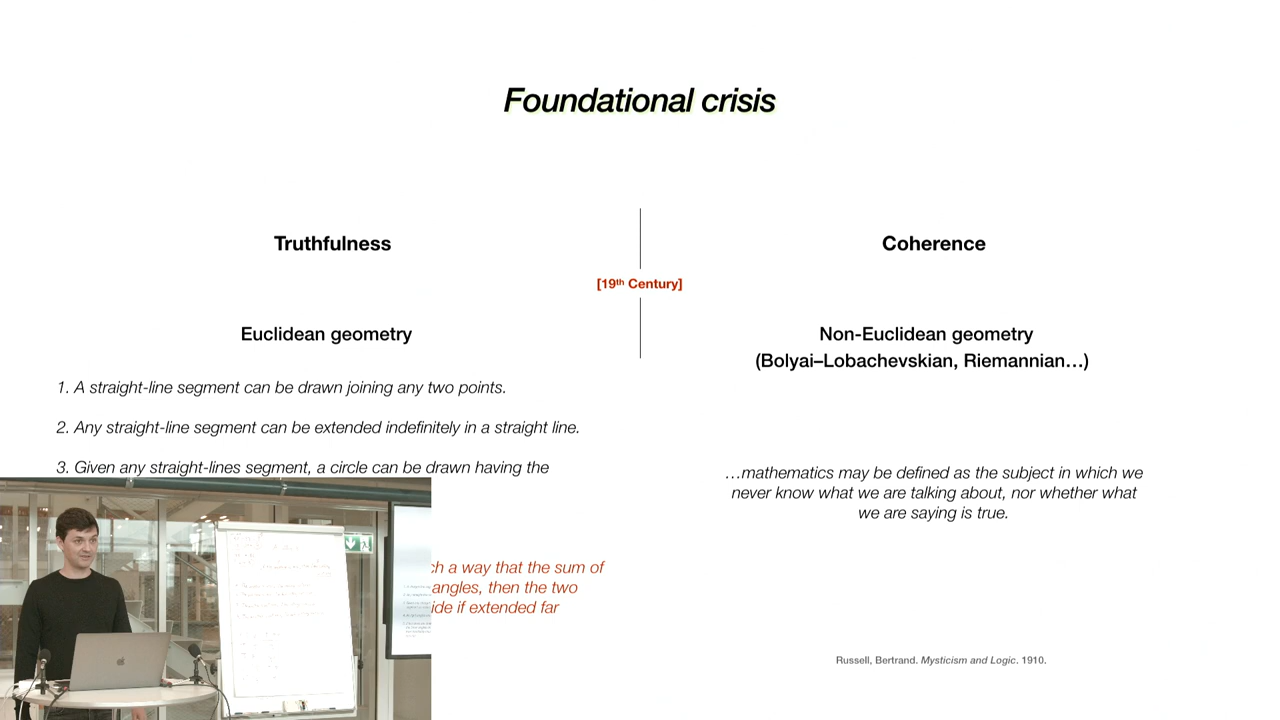 Foundational crisis
Truthfulness
Coherence
[19th Century]
Euclidean geometry
Non-Euclidean geometry
(Bolyai–Lobachevskian, Riemannian…)
1. A straight-line segment can be drawn joining any two points.
2. Any straight-line segment can be extended indefinitely in a straight line.
3. Given any straight-lines segment, a circle can be drawn having the
…mathematics may be defined as the subject in which we
never know what we are talking about, nor whether what
we are saying is true.
ch a way that the sum of
angles, then the two
ide if extended far
Russell, Bertrand. Mysticism and Logic. 1910.